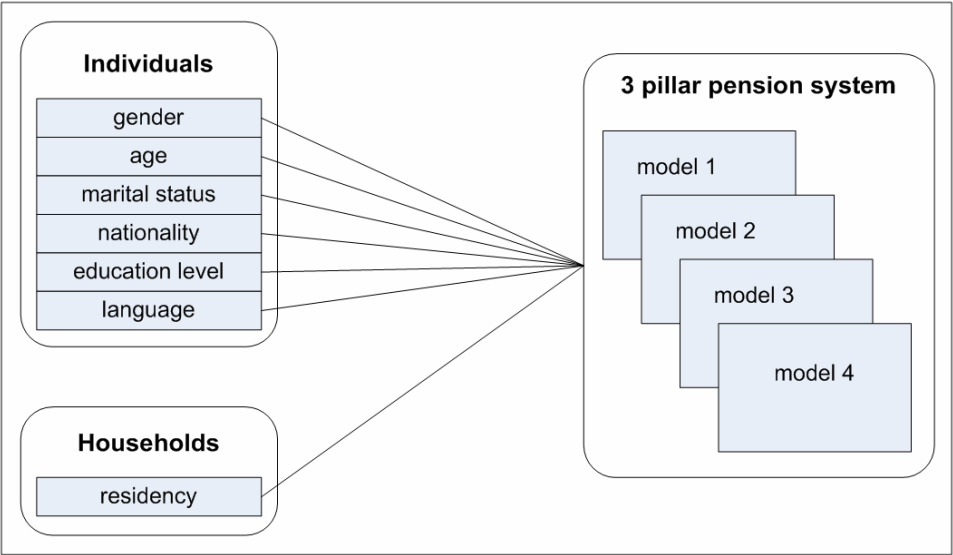 Individuals
gender
age
marital status
nationality
education level
language
Households
residency
3 pillar pension system
model 1
model 2
model 3
model 4